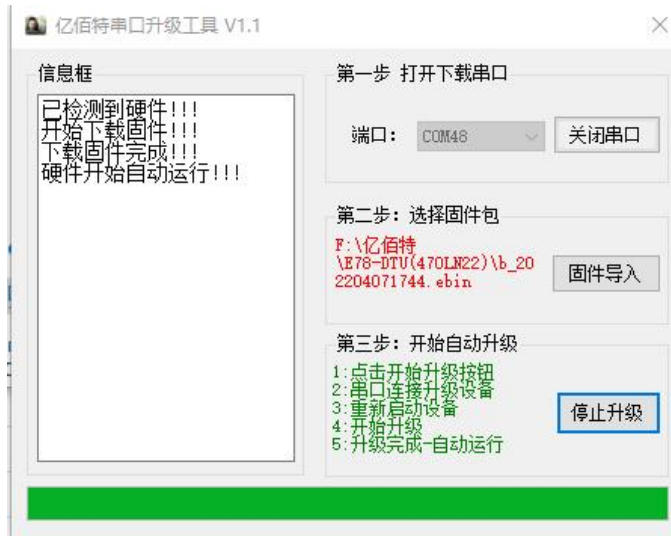 亿佰特串口升级工具 V1.1
信息框
已检测到硬件!!!
开始下载固件!!!
下载固件完成!!!
硬件开始自动运行!!!
第一步 打开下载串口
端口：
COM48
关闭串口
第二步：选择固件包
F:\亿佰特
\E78-DTU(470LN22)\b_20
2204071744.ebin
固件导入
第三步：开始自动升级
1:点击开始升级按钮
2:串口连接升级设备
3:重新启动设备
4:开始升级
5:升级完成-自动运行
停止升级